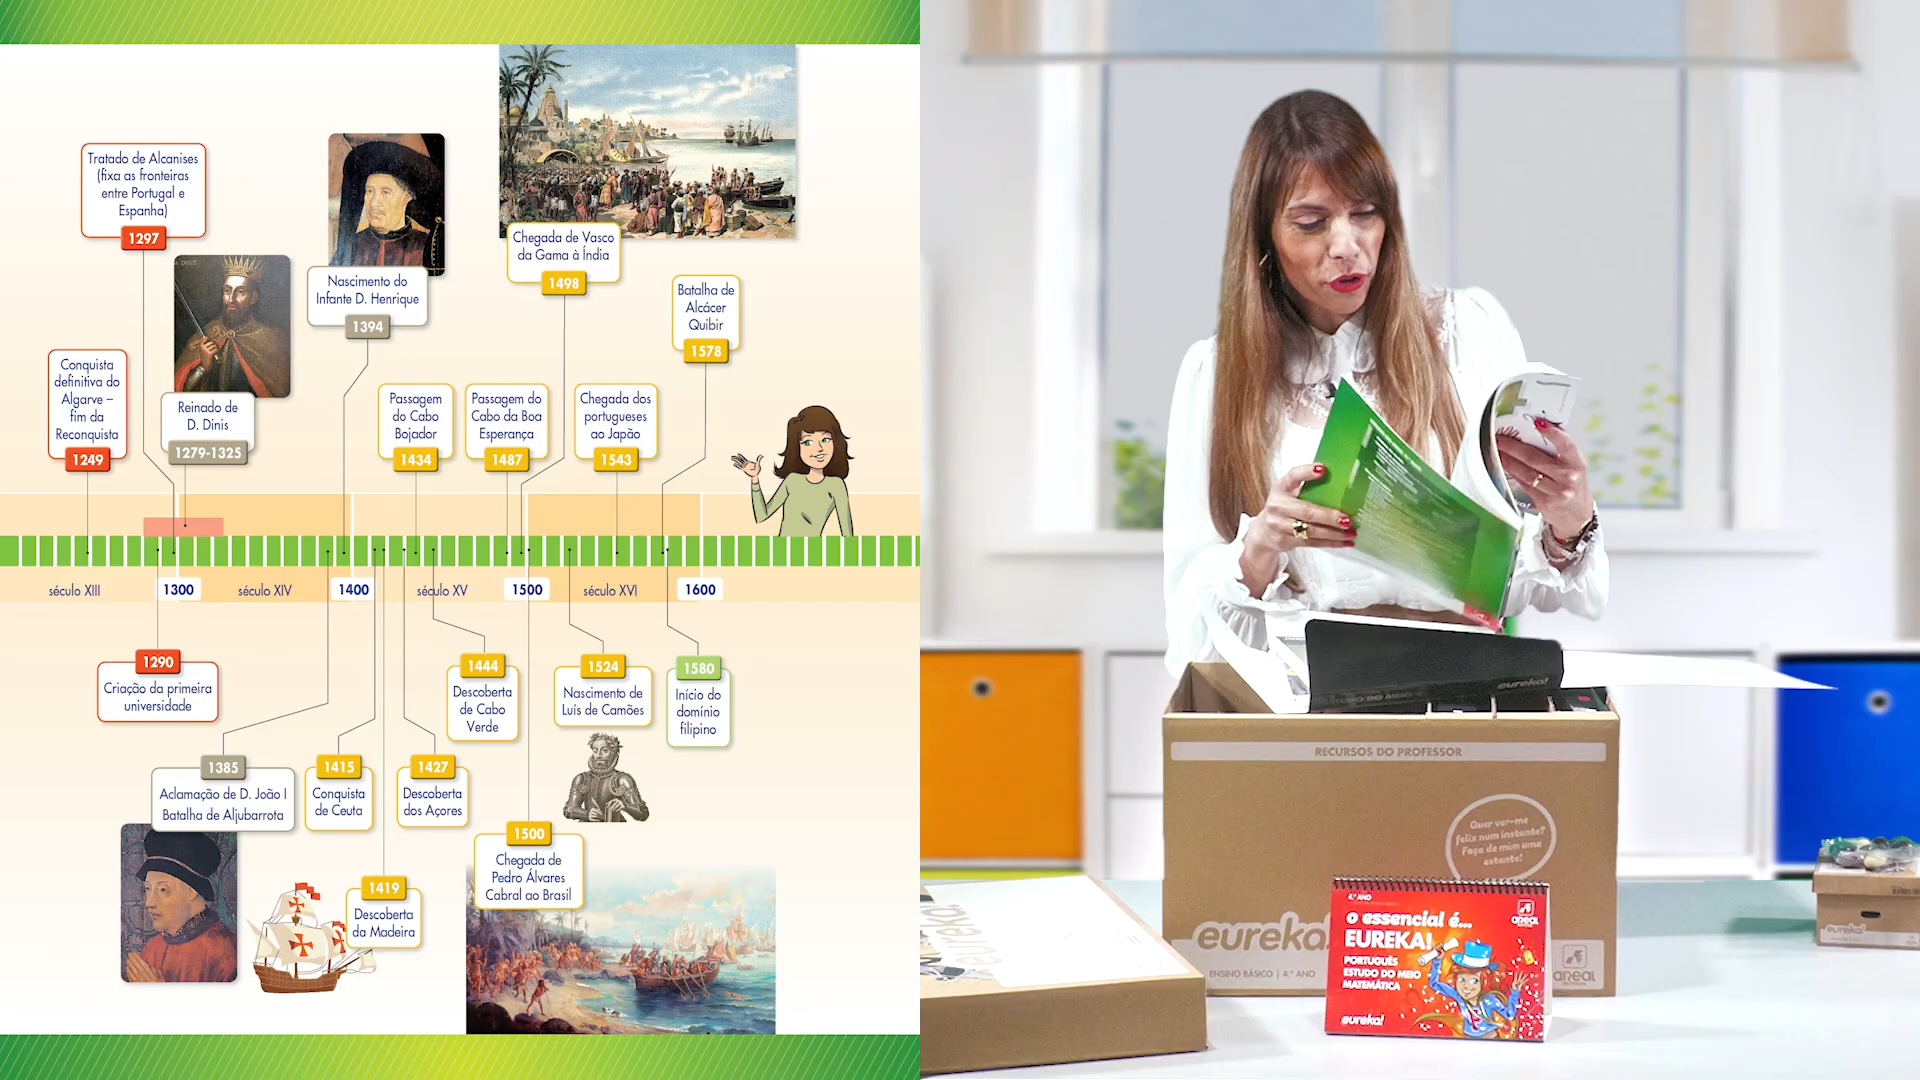 Tratado de Alcanises
(fixa as fronteiras
entre Portugal e
Espanha)
1297
Reinado de
D. Dinis
1279-1325
Nascimento do
Infante D. Henrique
1394
Chegada de Vasco
da Gama à Índia
1498
Batalha de
Alcácer
Quibir
1578
Conquista
definitiva do
Algarve –
fim da
Reconquista
1249
Passagem
do Cabo
Bojador
1434
Passagem do
Cabo da Boa
Esperança
1487
Chegada dos
portugueses
ao Japão
1543
século XIII
1300
século XIV
1400
século XV
1500
século XVI
1600
1290
Criação da primeira
universidade
1385
Aclamação de D. João I
Batalha de Aljubarrota
1415
Conquista
de Ceuta
1419
Descoberta
da Madeira
1427
Descoberta
dos Açores
1444
Descoberta
de Cabo
Verde
1500
Chegada de
Pedro Álvares
Cabral ao Brasil
1524
Nascimento de
Luís de Camões
1580
Início do
domínio
filipino
eureka!
RECURSOS DO PROFESSOR
Quer ver-me
feliz num instante?
Faça de mim uma
estante!
eureka!
ENSINO BÁSICO | 4.º ANO
areal
4.º ANO
o essencial é...
EUREKA!
PORTUGUÊS
ESTUDO DO MEIO
MATEMÁTICA
areal
eureka!
eureka!